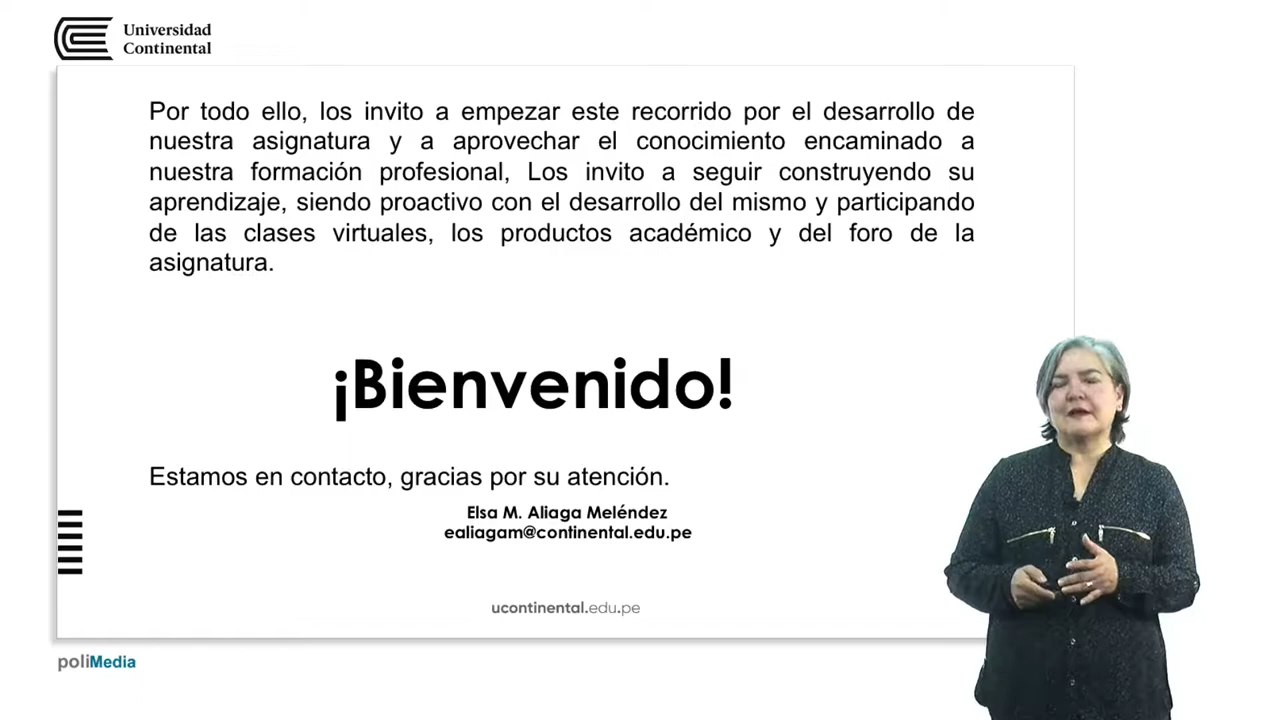 Universidad
Continental
Por todo ello, los invito a empezar este recorrido por el desarrollo de
nuestra asignatura y a aprovechar el conocimiento encaminado a
nuestra formación profesional, Los invito a seguir construyendo su
aprendizaje, siendo proactivo con el desarrollo del mismo y participando
de las clases virtuales, los productos académico y del foro de la
asignatura.
¡Bienvenido!
Estamos en contacto, gracias por su atención.
Elsa M. Aliaga Meléndez
ealiagam@continental.edu.pe
ucontinental.edu.pe
poliMedia